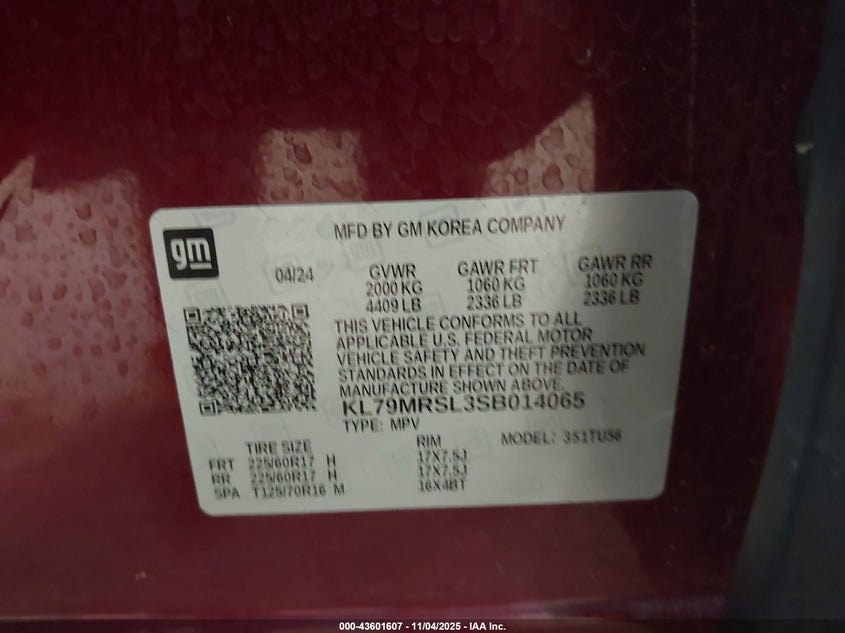 gm
MFD BY GM KOREA COMPANY
04/24 GVWR GAWR FRT GAWR RR
2000 KG 1060 KG 1060 KG
4409 LB 2336 LB 2336 LB
THIS VEHICLE CONFORMS TO ALL
APPLICABLE U.S. FEDERAL MOTOR
VEHICLE SAFETY AND THEFT PREVENTION
STANDARDS IN EFFECT ON THE DATE OF
MANUFACTURE SHOWN ABOVE.
KL79MRSL3SB014065
TYPE: MPV MODEL: 351TU56
TIRE SIZE RIM
FRT 225/60R17 H 17X7.5J
RR 225/60R17 H 17X7.5J
SPA T125/70R16 M 16X4BT
000-43601607 - 11/04/2025 - IAA Inc.